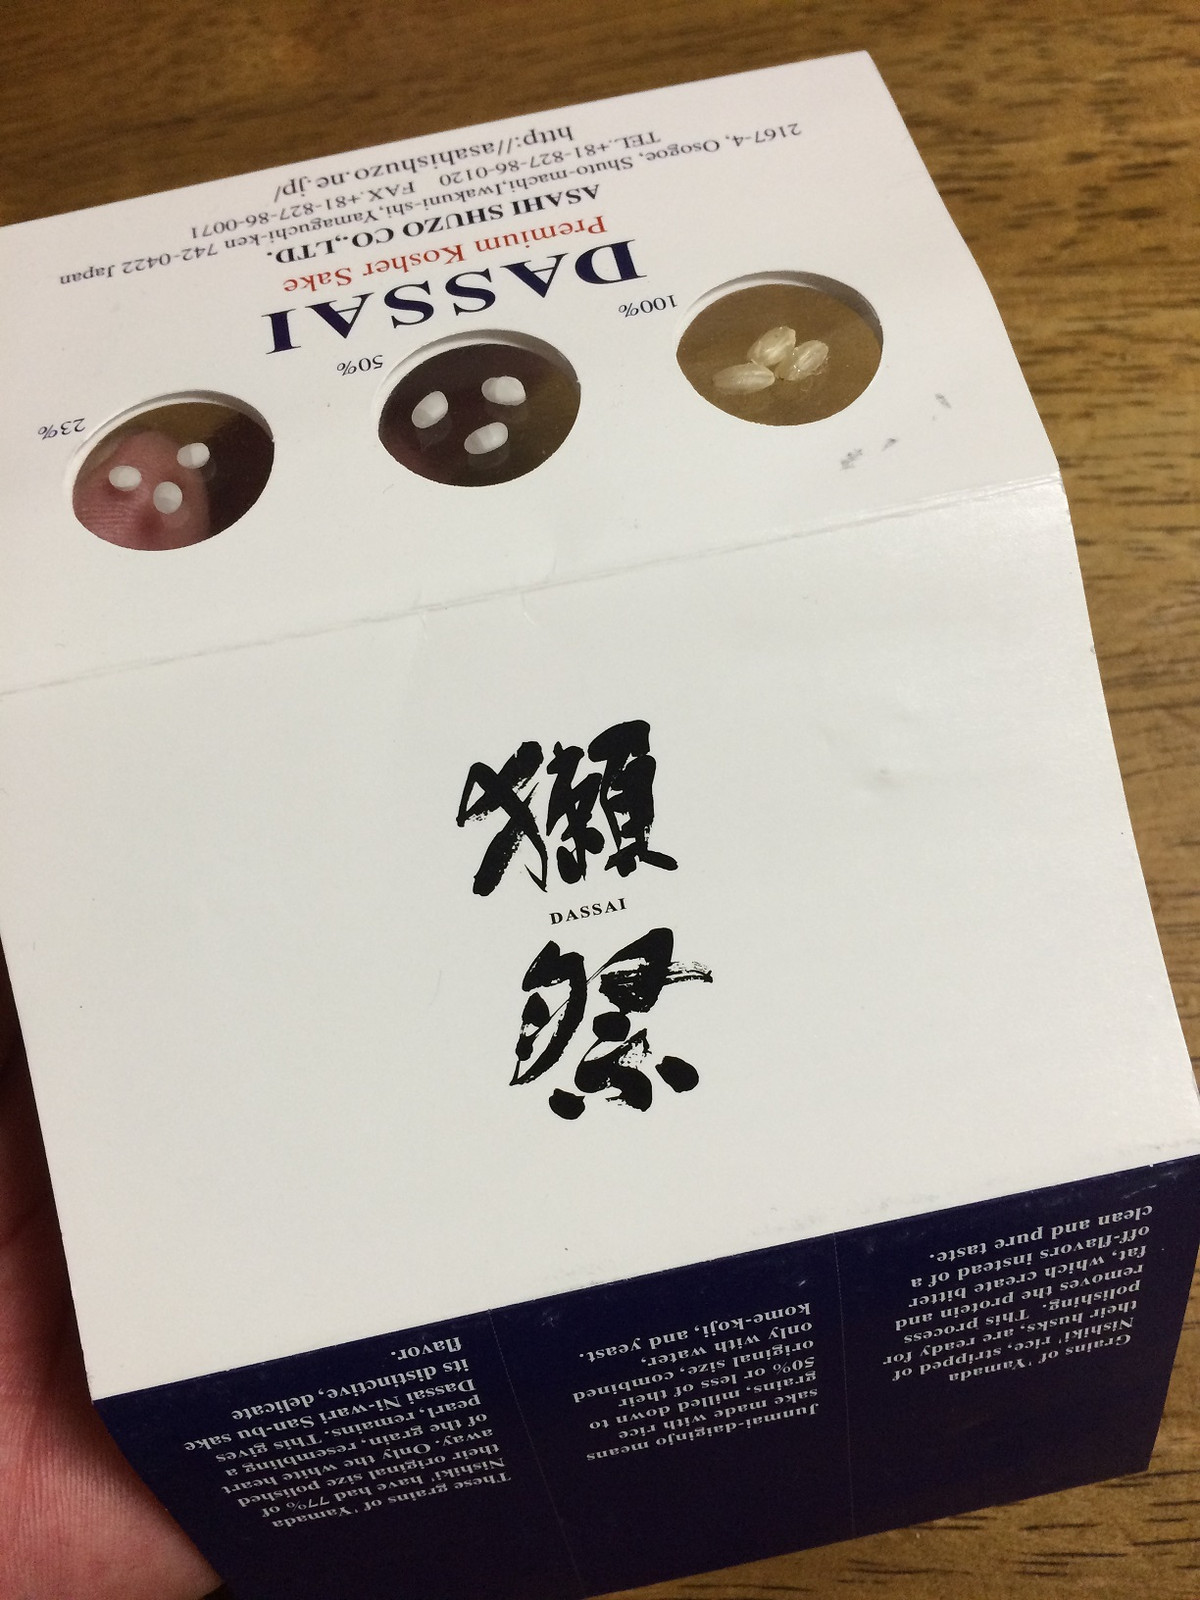 DASSAI
Premium Kosher Sake
ASAHI SHUZO CO.,LTD.
2167-4, Osogoe, Shuto-machi,Iwakuni-shi,Yamaguchi-ken 742-0422 Japan
TEL.+81-827-86-0120 FAX.+81-827-86-0071
http://asahishuzo.ne.jp/
100%
50%
23%
獺
DASSAI
祭
Grains of 'Yamada
Nishiki' rice, stripped of
their husks, are ready for
polishing. This process
removes the protein and
fat, which create bitter
off-flavors instead of a
clean and pure taste.
Junmai-daiginjo means
sake made with rice
grains, milled down to
50% or less of their
original size, combined
only with water,
kome-koji, and yeast.
These grains of 'Yamada
Nishiki' have had 77% of
their original size polished
away. Only the white heart
of the grain, resembling a
pearl, remains. This gives
Dassai Ni-wari San-bu sake
its distinctive, delicate
flavor.